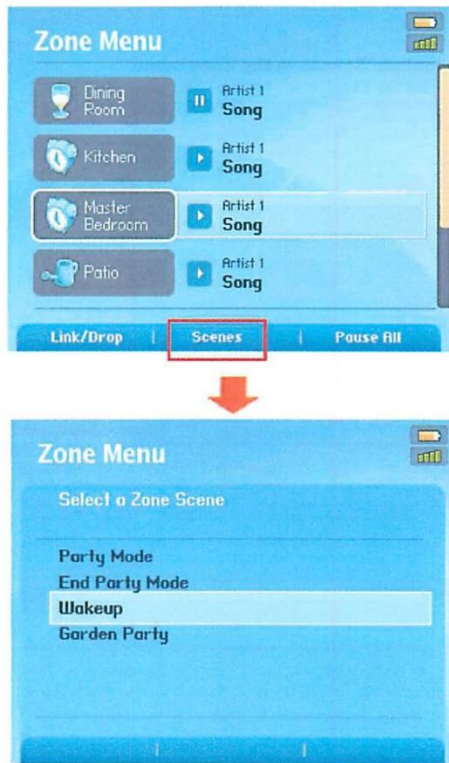 Zone Menu
Dining
Room
Artist 1
Song
Kitchen
Artist 1
Song
Master
Bedroom
Artist 1
Song
Patio
Artist 1
Song
Link/Drop | Scenes | Pause All
Zone Menu
Select a Zone Scene
Party Mode
End Party Mode
Wakeup
Garden Party